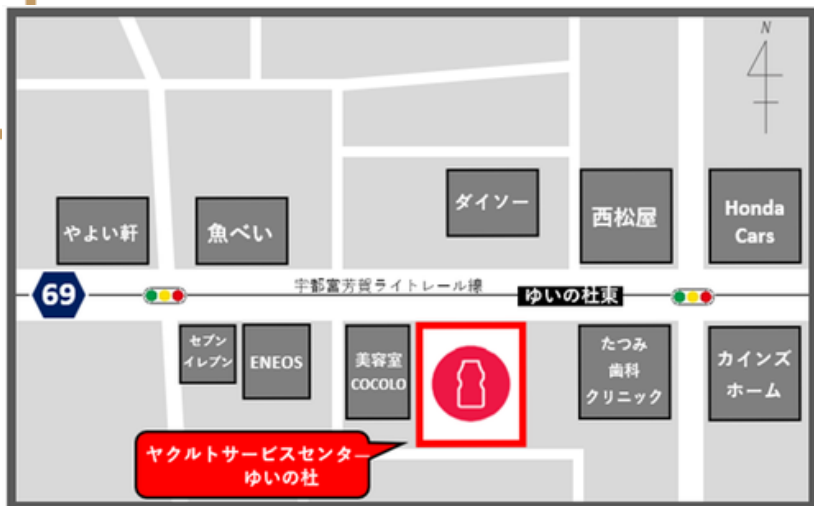 N
やよい軒
魚べい
ダイソー
西松屋
Honda
Cars
69
宇都宮芳賀ライトレール線
ゆいの杜東
セブン
イレブン
ENEOS
美容室
COCOLO
たつみ
歯科
クリニック
カインズ
ホーム
ヤクルトサービスセンター
ゆいの杜